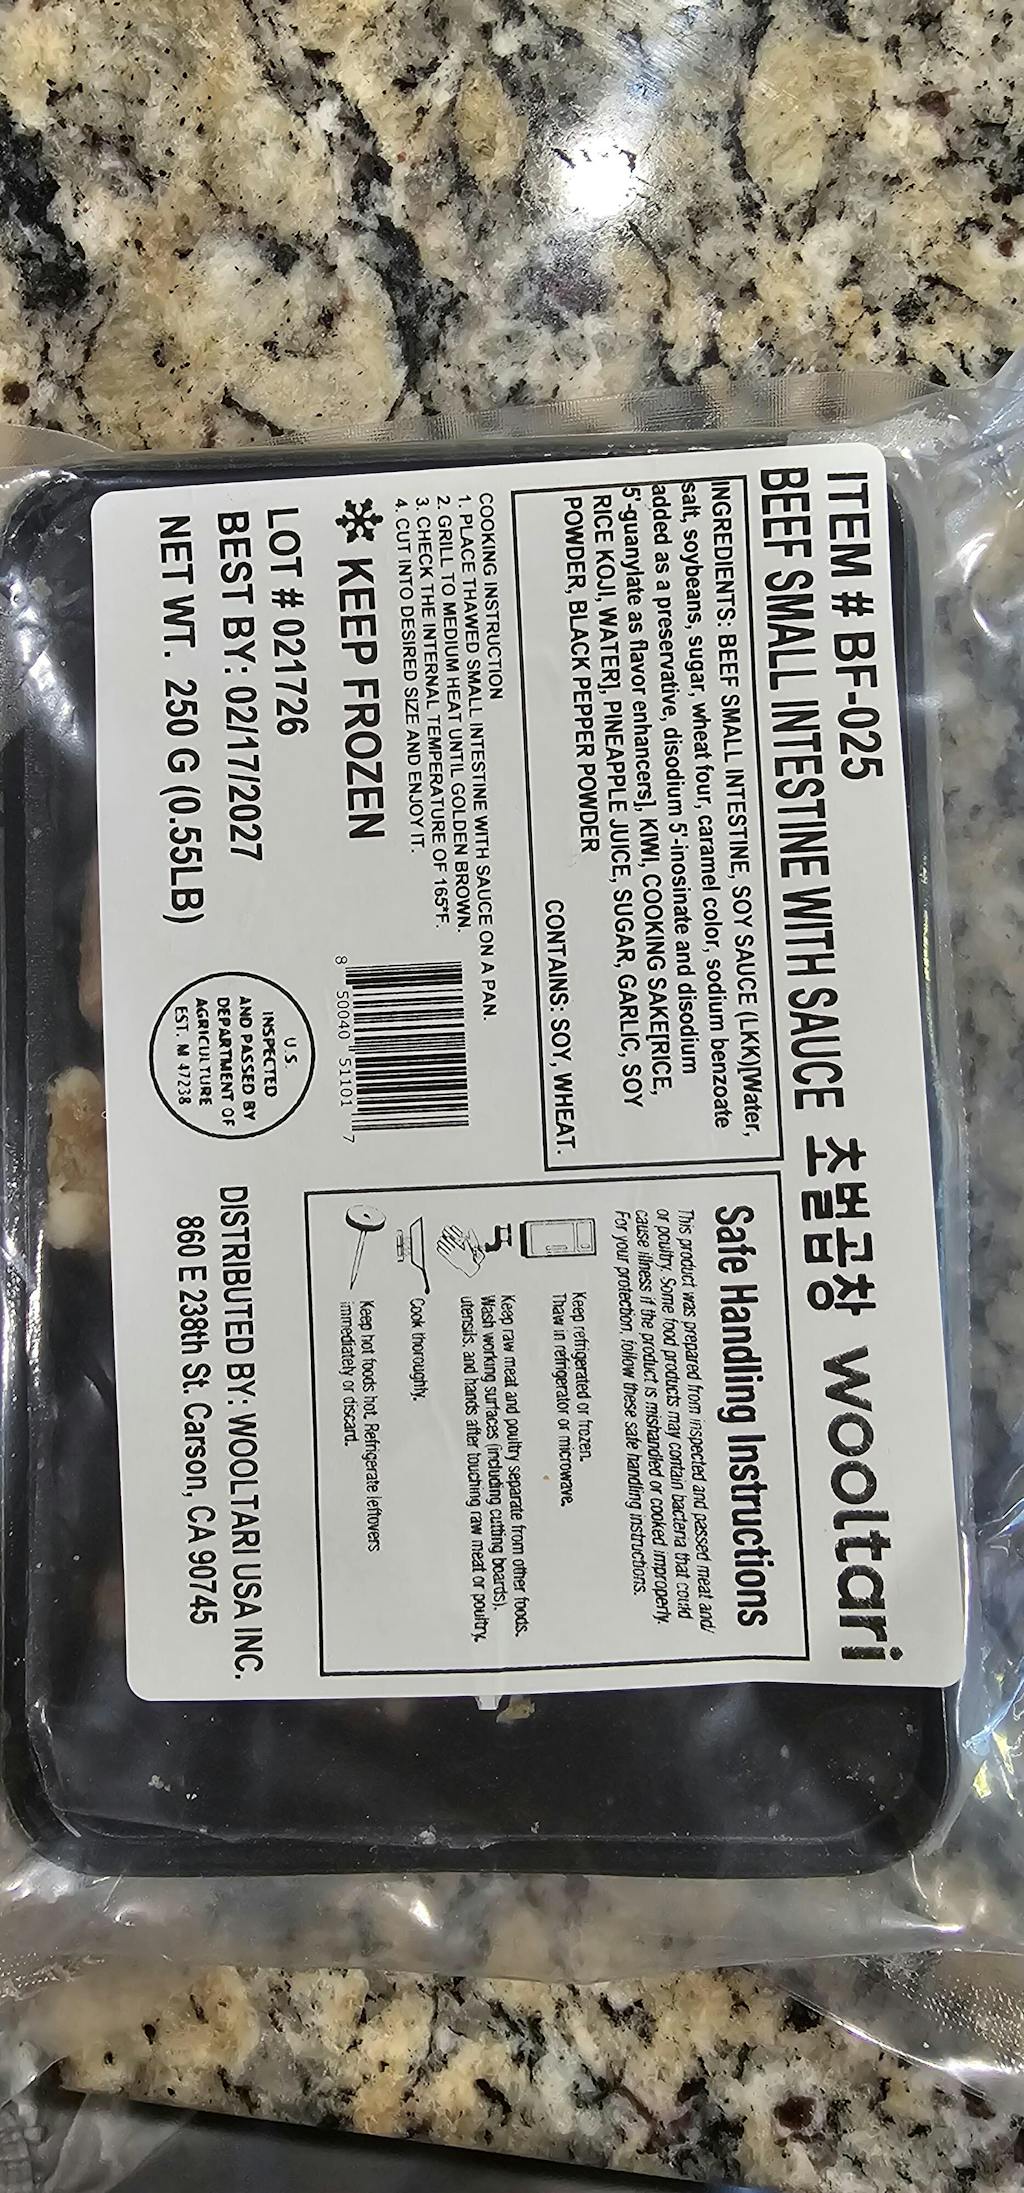 ITEM # BF-025
BEEF SMALL INTESTINE WITH SAUCE 초벌곱창 wooltari
INGREDIENTS: BEEF SMALL INTESTINE, SOY SAUCE (LKK)[Water,
salt, soybeans, sugar, wheat four, caramel color, sodium benzoate
added as a preservative, disodium 5'-inosinate and disodium
5'-guanylate as flavor enhancers], KIWI, COOKING SAKE[RICE,
RICE KOJI, WATER], PINEAPPLE JUICE, SUGAR, GARLIC, SOY
POWDER, BLACK PEPPER POWDER
CONTAINS: SOY, WHEAT.
COOKING INSTRUCTION
1. PLACE THAWED SMALL INTESTINE WITH SAUCE ON A PAN.
2. GRILL TO MEDIUM HEAT UNTIL GOLDEN BROWN.
3. CHECK THE INTERNAL TEMPERATURE OF 165°F.
4. CUT INTO DESIRED SIZE AND ENJOY IT.
KEEP FROZEN
LOT # 021726
BEST BY: 02/17/2027
NET WT. 250 G (0.55LB)
8 50040 51101 7
U.S.
INSPECTED
AND PASSED BY
DEPARTMENT OF
AGRICULTURE
EST. M 47238
Safe Handling Instructions
This product was prepared from inspected and passed meat and/
or poultry. Some food products may contain bacteria that could
cause illness if the product is mishandled or cooked improperly.
For your protection, follow these safe handling instructions.
Keep refrigerated or frozen.
Thaw in refrigerator or microwave.
Keep raw meat and poultry separate from other foods.
Wash working surfaces (including cutting boards),
utensils, and hands after touching raw meat or poultry.
Cook thoroughly.
Keep hot foods hot. Refrigerate leftovers
immediately or discard.
DISTRIBUTED BY: WOOLTARI USA INC.
860 E 238th St. Carson, CA 90745